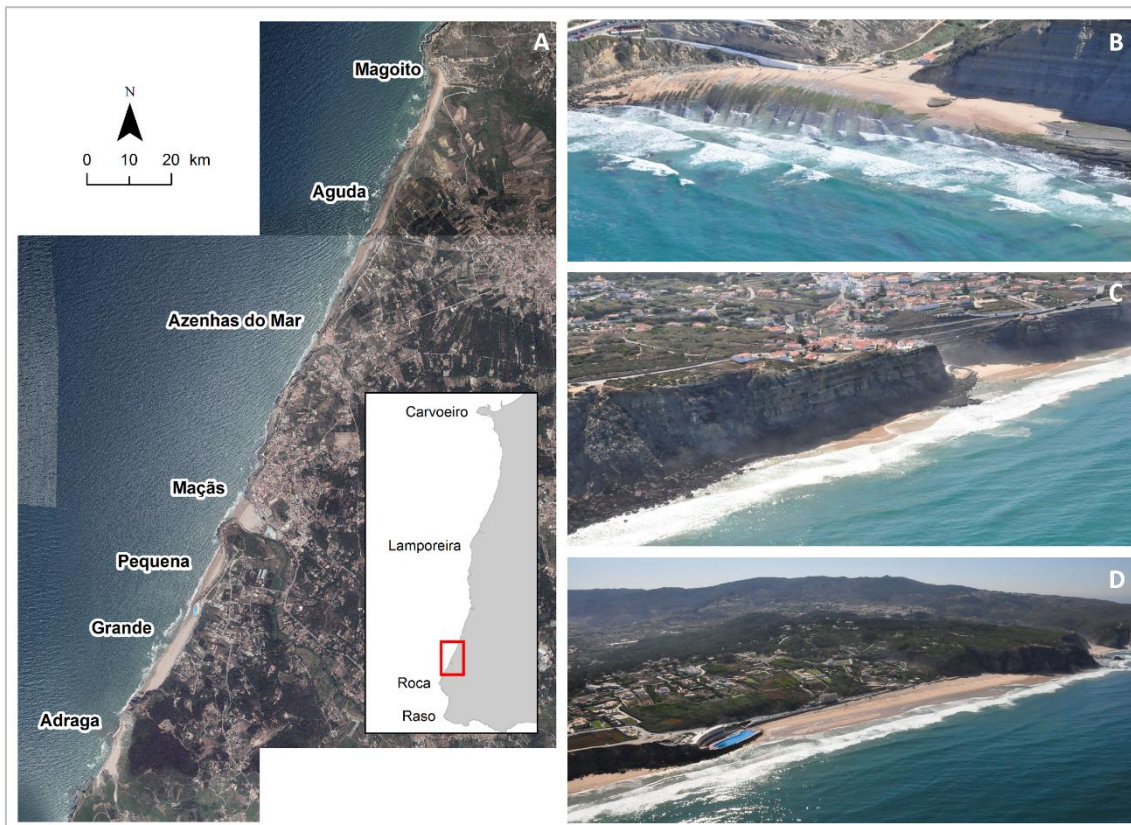 A
Magoito
N
0 10 20 km
Aguda
Azenhas do Mar
Maçãs
Pequena
Grande
Adraga
Carvoeiro
Lamporeira
Roca
Raso
B
C
D